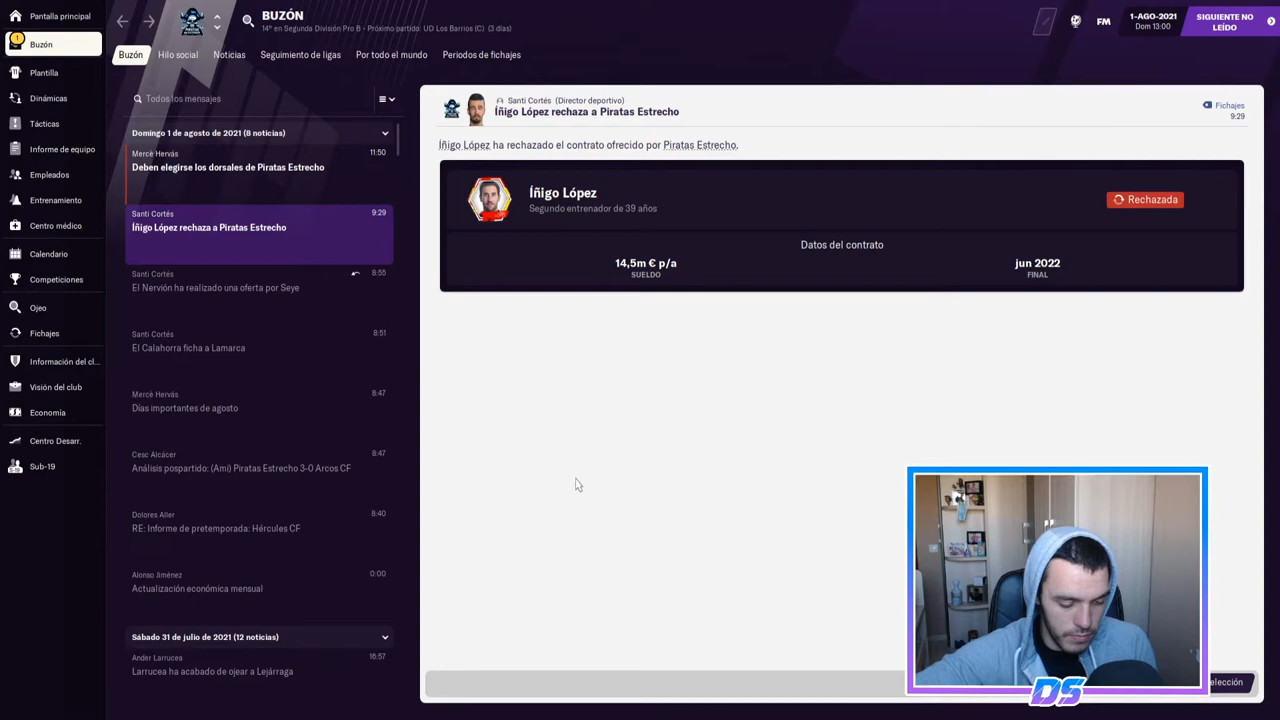 Pantalla principal
1
Buzón
Plantilla
Dinámicas
Tácticas
Informe de equipo
Empleados
Entrenamiento
Centro médico
Calendario
Competiciones
Ojeo
Fichajes
Información del cl...
Visión del club
Economía
Centro Desarr.
Sub-19
BUZÓN
14º en Segunda División Pro B - Próximo partido: UD Los Barrios (C) (3 días)
FM
1-AGO-2021
Dom 13:00
SIGUIENTE NO LEÍDO
Buzón
Hilo social
Noticias
Seguimiento de ligas
Por todo el mundo
Periodos de fichajes
Todos los mensajes
Domingo 1 de agosto de 2021 (8 noticias)
Mercè Hervás 11:50
Deben elegirse los dorsales de Piratas Estrecho
Santi Cortés 9:29
Íñigo López rechaza a Piratas Estrecho
Santi Cortés 8:55
El Nervión ha realizado una oferta por Seye
Santi Cortés 8:51
El Calahorra ficha a Lamarca
Mercè Hervás 8:47
Días importantes de agosto
Cesc Alcácer 8:47
Análisis pospartido: (Ami) Piratas Estrecho 3-0 Arcos CF
Dolores Aller 8:40
RE: Informe de pretemporada: Hércules CF
Alonso Jiménez 0:00
Actualización económica mensual
Sábado 31 de julio de 2021 (12 noticias)
Ander Larrucea 16:57
Larrucea ha acabado de ojear a Lejárraga
Santi Cortés (Director deportivo)
Íñigo López rechaza a Piratas Estrecho
Fichajes
9:29
Íñigo López ha rechazado el contrato ofrecido por Piratas Estrecho.
Íñigo López
Segundo entrenador de 39 años
Rechazada
Datos del contrato
14,5m € p/a
SUELDO
jun 2022
FINAL
elección
DS